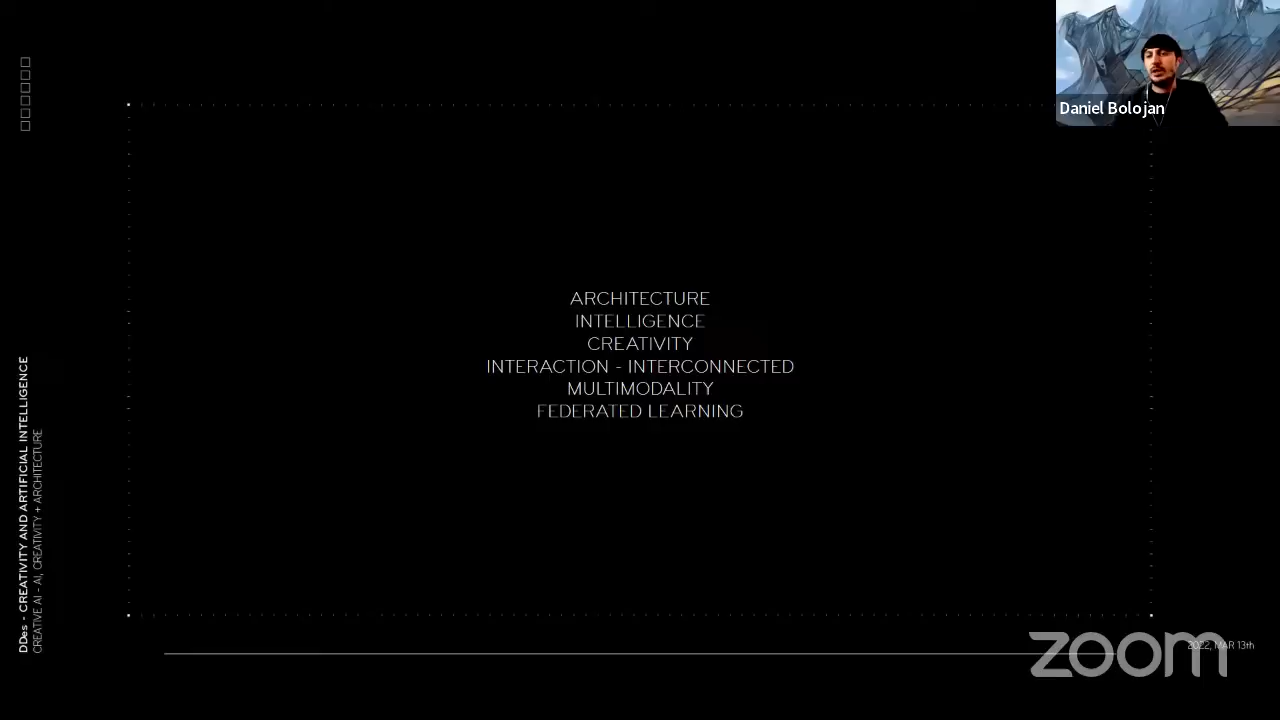 Daniel Bolojan
ARCHITECTURE
INTELLIGENCE
CREATIVITY
INTERACTION - INTERCONNECTED
MULTIMODALITY
FEDERATED LEARNING
DDes - CREATIVITY AND ARTIFICIAL INTELLIGENCE
CREATIVE AI - AI, CREATIVITY + ARCHITECTURE
2022, MAR 13th
zoom